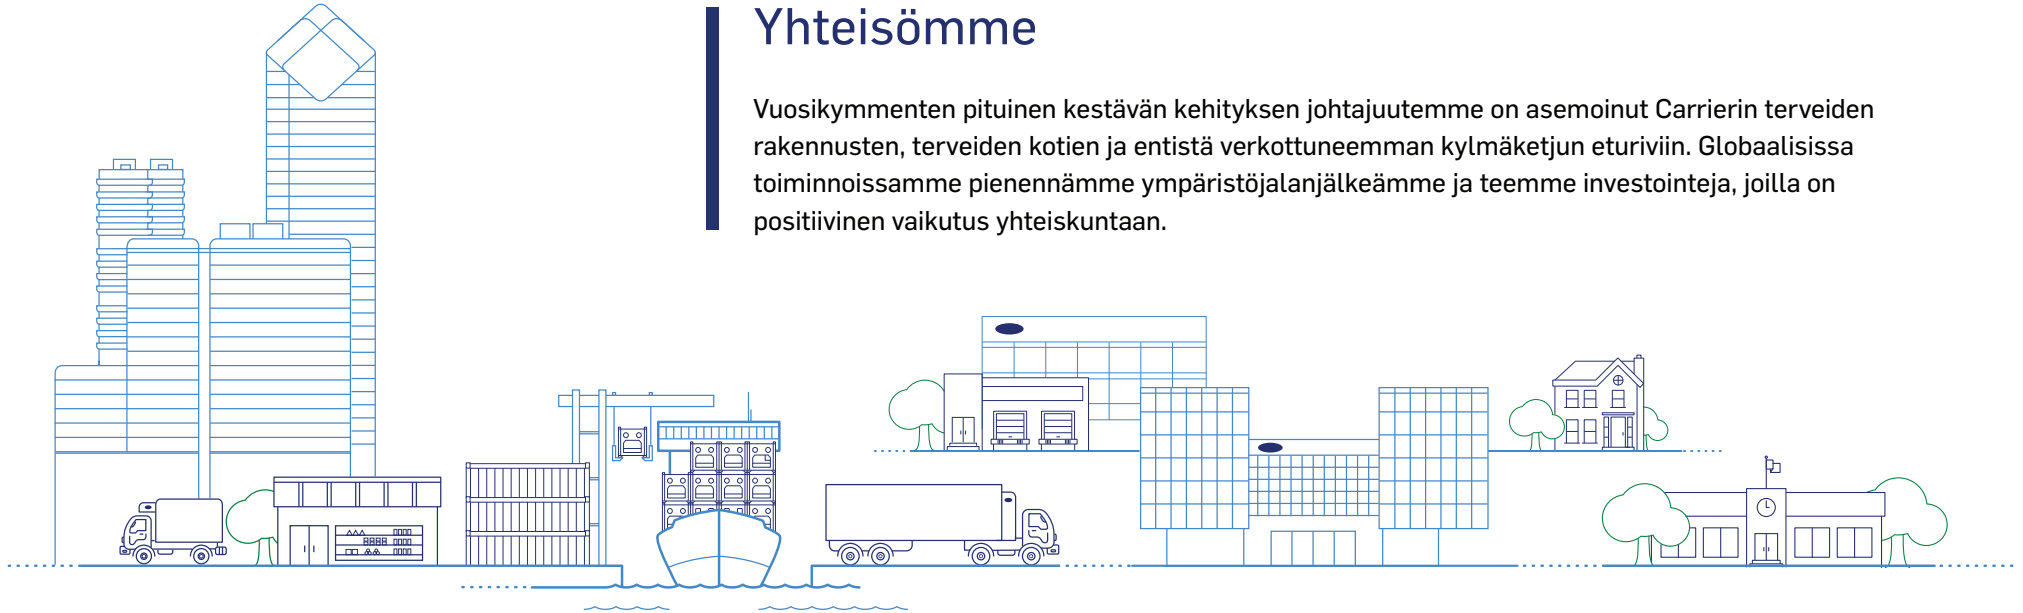 Yhteisömme
Vuosikymmenten pituinen kestävän kehityksen johtajuutemme on asemoinut Carrierin terveiden
rakennusten, terveiden kotien ja entistä verkottuneemman kylmäketjun eturiviin. Globaalisissa
toiminnoissamme pienennämme ympäristöjalanjälkeämme ja teemme investointeja, joilla on
positiivinen vaikutus yhteiskuntaan.